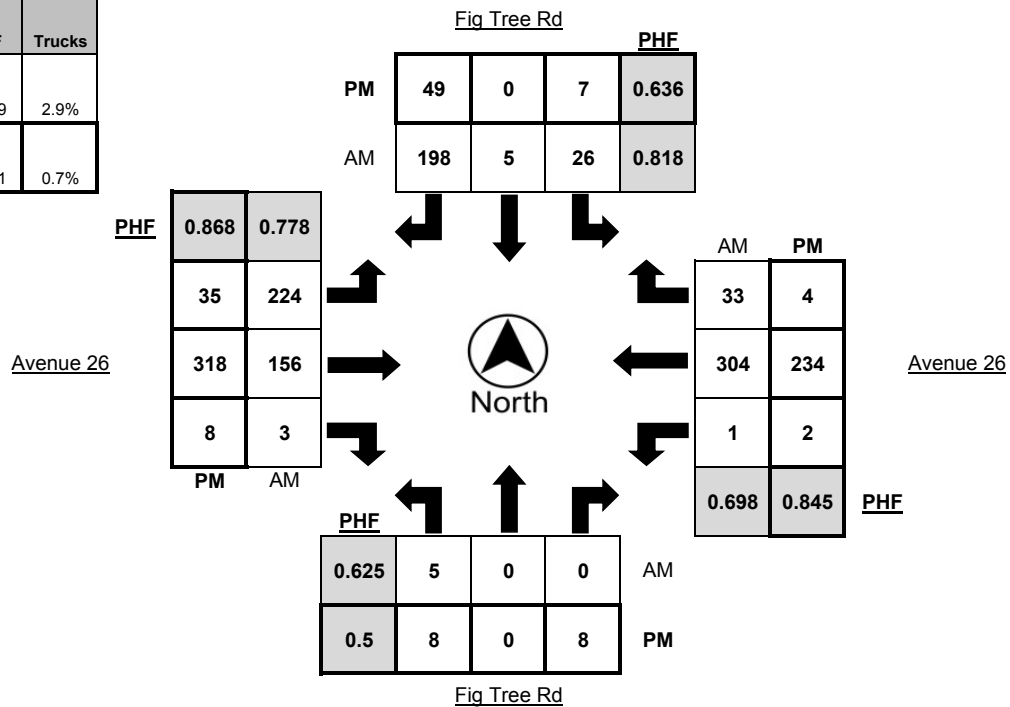 Fig Tree Rd
PHF
Trucks
PM 49 0 7 0.636
2.9%
AM 198 5 26 0.818
0.7%
PHF 0.868 0.778
AM PM
35 224
33 4
Avenue 26 318 156
304 234 Avenue 26
North
8 3
1 2
PM AM
0.698 0.845 PHF
PHF
0.625 5 0 0 AM
0.5 8 0 8 PM
Fig Tree Rd